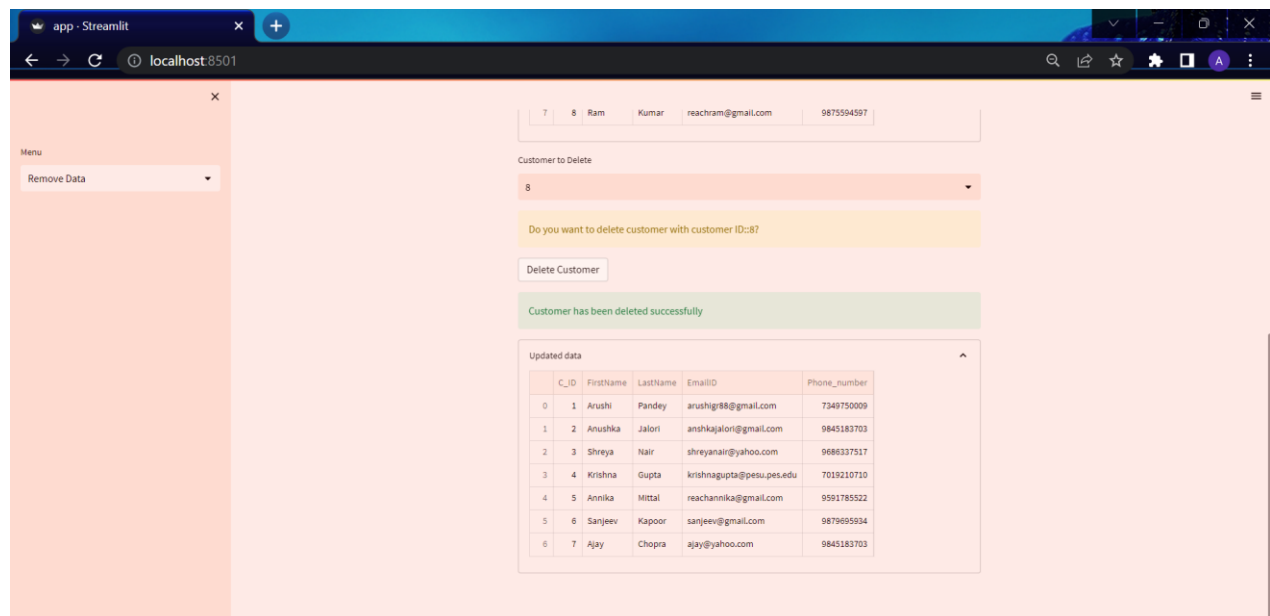 app · Streamlit
localhost:8501
A
Menu
Remove Data
7 8 Ram Kumar reachram@gmail.com 9875594597
Customer to Delete
8
Do you want to delete customer with customer ID::8?
Delete Customer
Customer has been deleted successfully
Updated data
C_ID FirstName LastName EmailID Phone_number
0 1 Arushi Pandey arushigr88@gmail.com 7349750009
1 2 Anushka Jalori anshkajalori@gmail.com 9845183703
2 3 Shreya Nair shreyanair@yahoo.com 9686337517
3 4 Krishna Gupta krishnagupta@pesu.pes.edu 7019210710
4 5 Annika Mittal reachannika@gmail.com 9591785522
5 6 Sanjeev Kapoor sanjeev@gmail.com 9879695934
6 7 Ajay Chopra ajay@yahoo.com 9845183703